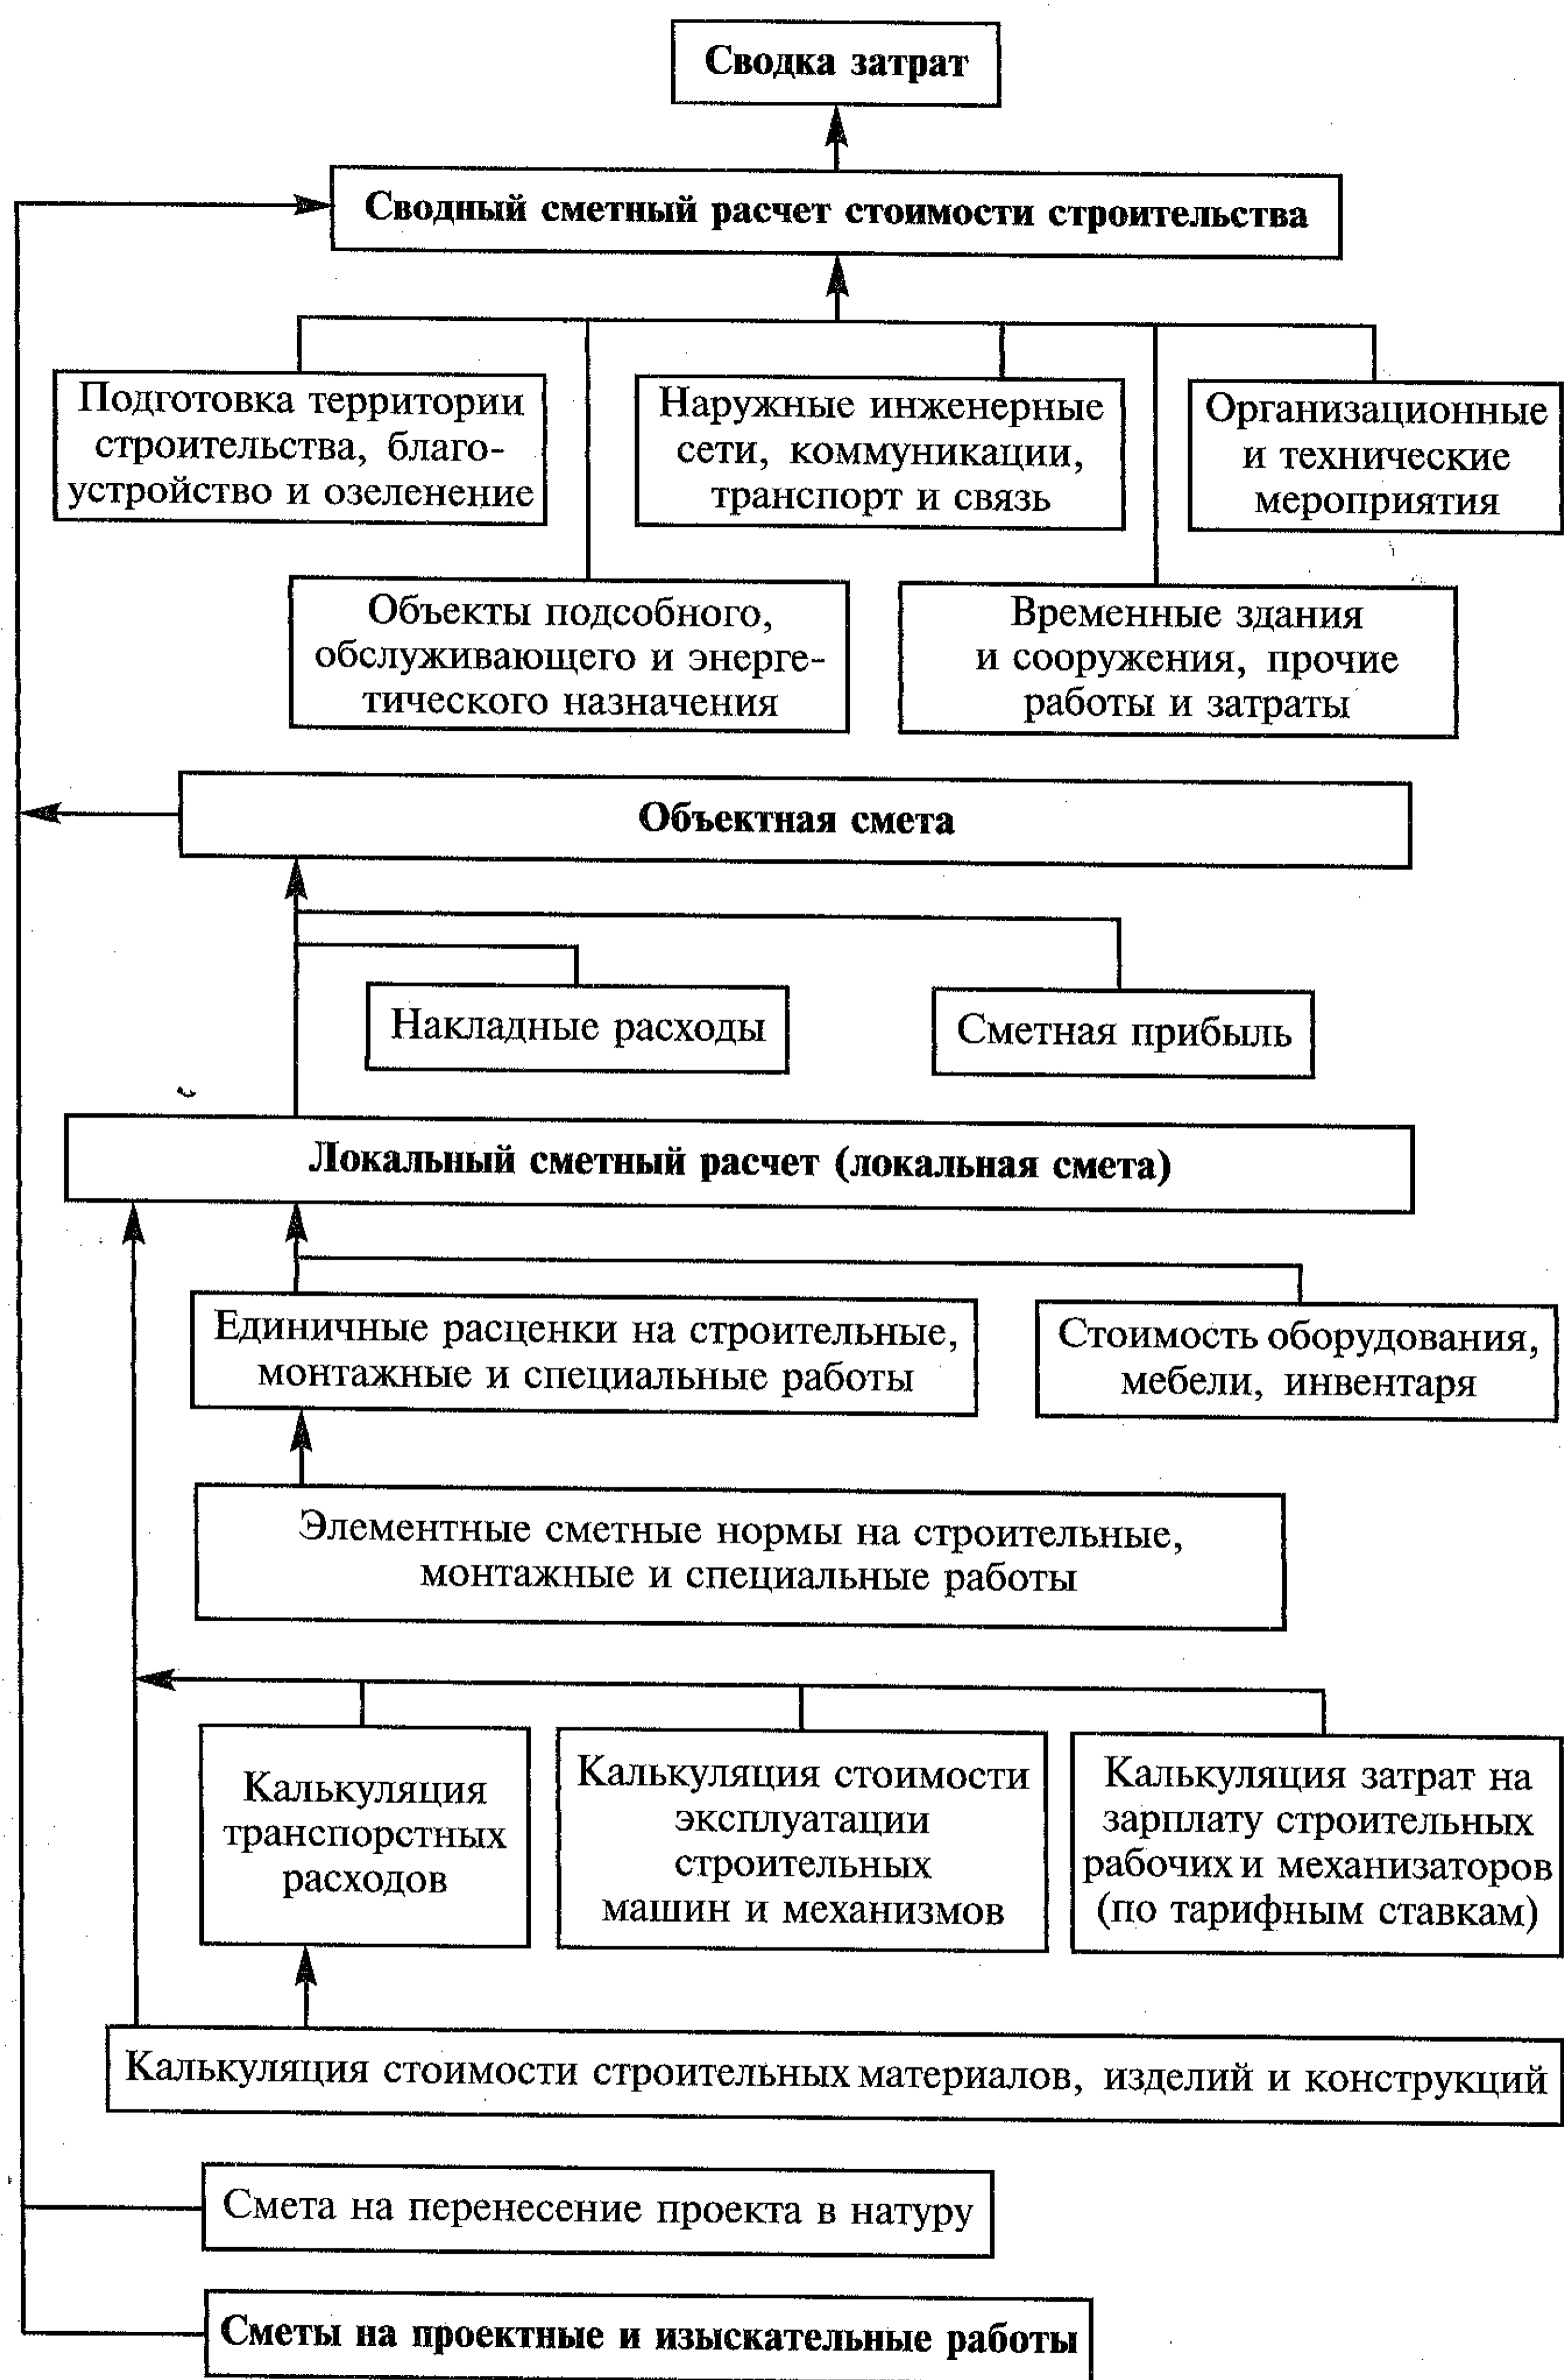 Сводка затрат
Сводный сметный расчет стоимости строительства
Подготовка территории
строительства, благо-
устройство и озеленение
Наружные инженерные
сети, коммуникации,
транспорт и связь
Организационные
и технические
мероприятия
Объекты подсобного,
обслуживающего и энерге-
тического назначения
Временные здания
и сооружения, прочие
работы и затраты
Объектная смета
Накладные расходы
Сметная прибыль
Локальный сметный расчет (локальная смета)
Единичные расценки на строительные,
монтажные и специальные работы
Стоимость оборудования,
мебели, инвентаря
Элементные сметные нормы на строительные,
монтажные и специальные работы
Калькуляция
транспорстных
расходов
Калькуляция стоимости
эксплуатации
строительных
машин и механизмов
Калькуляция затрат на
зарплату строительных
рабочих и механизаторов
(по тарифным ставкам)
Калькуляция стоимости строительных материалов, изделий и конструкций
Смета на перенесение проекта в натуру
Сметы на проектные и изыскательные работы